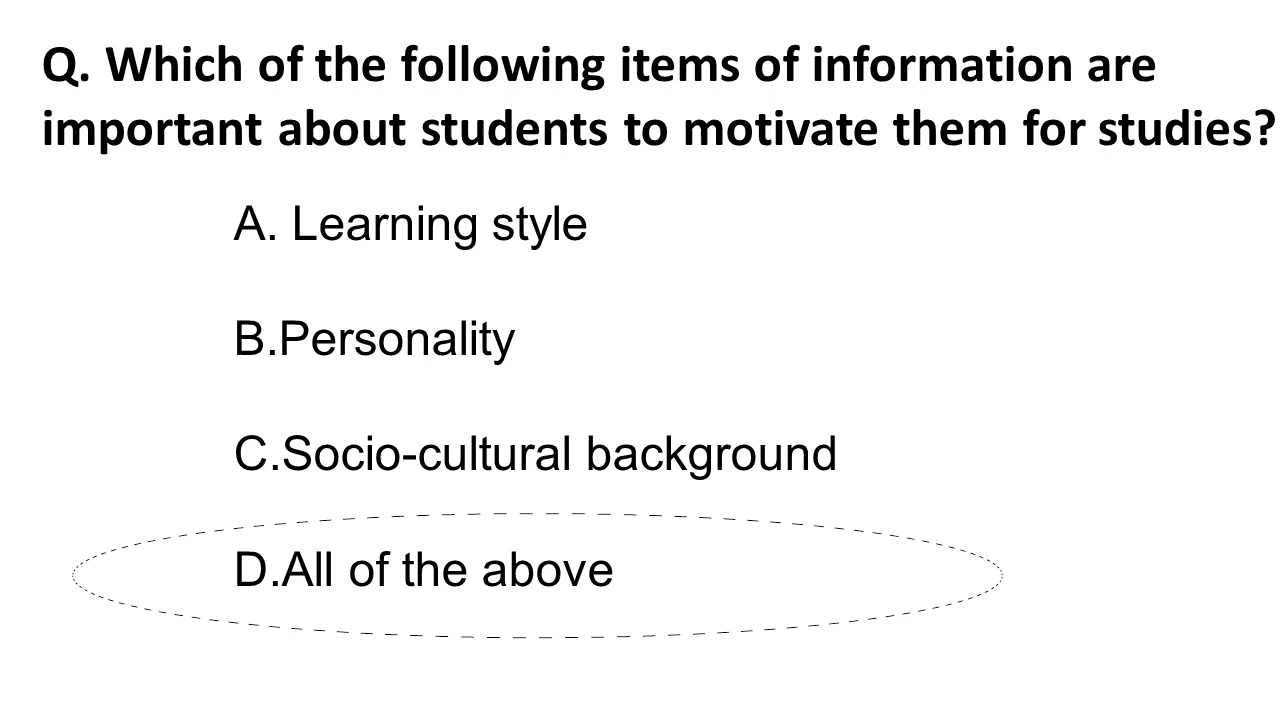 Q. Which of the following items of information are
important about students to motivate them for studies?
A. Learning style
B.Personality
C.Socio-cultural background
D.All of the above